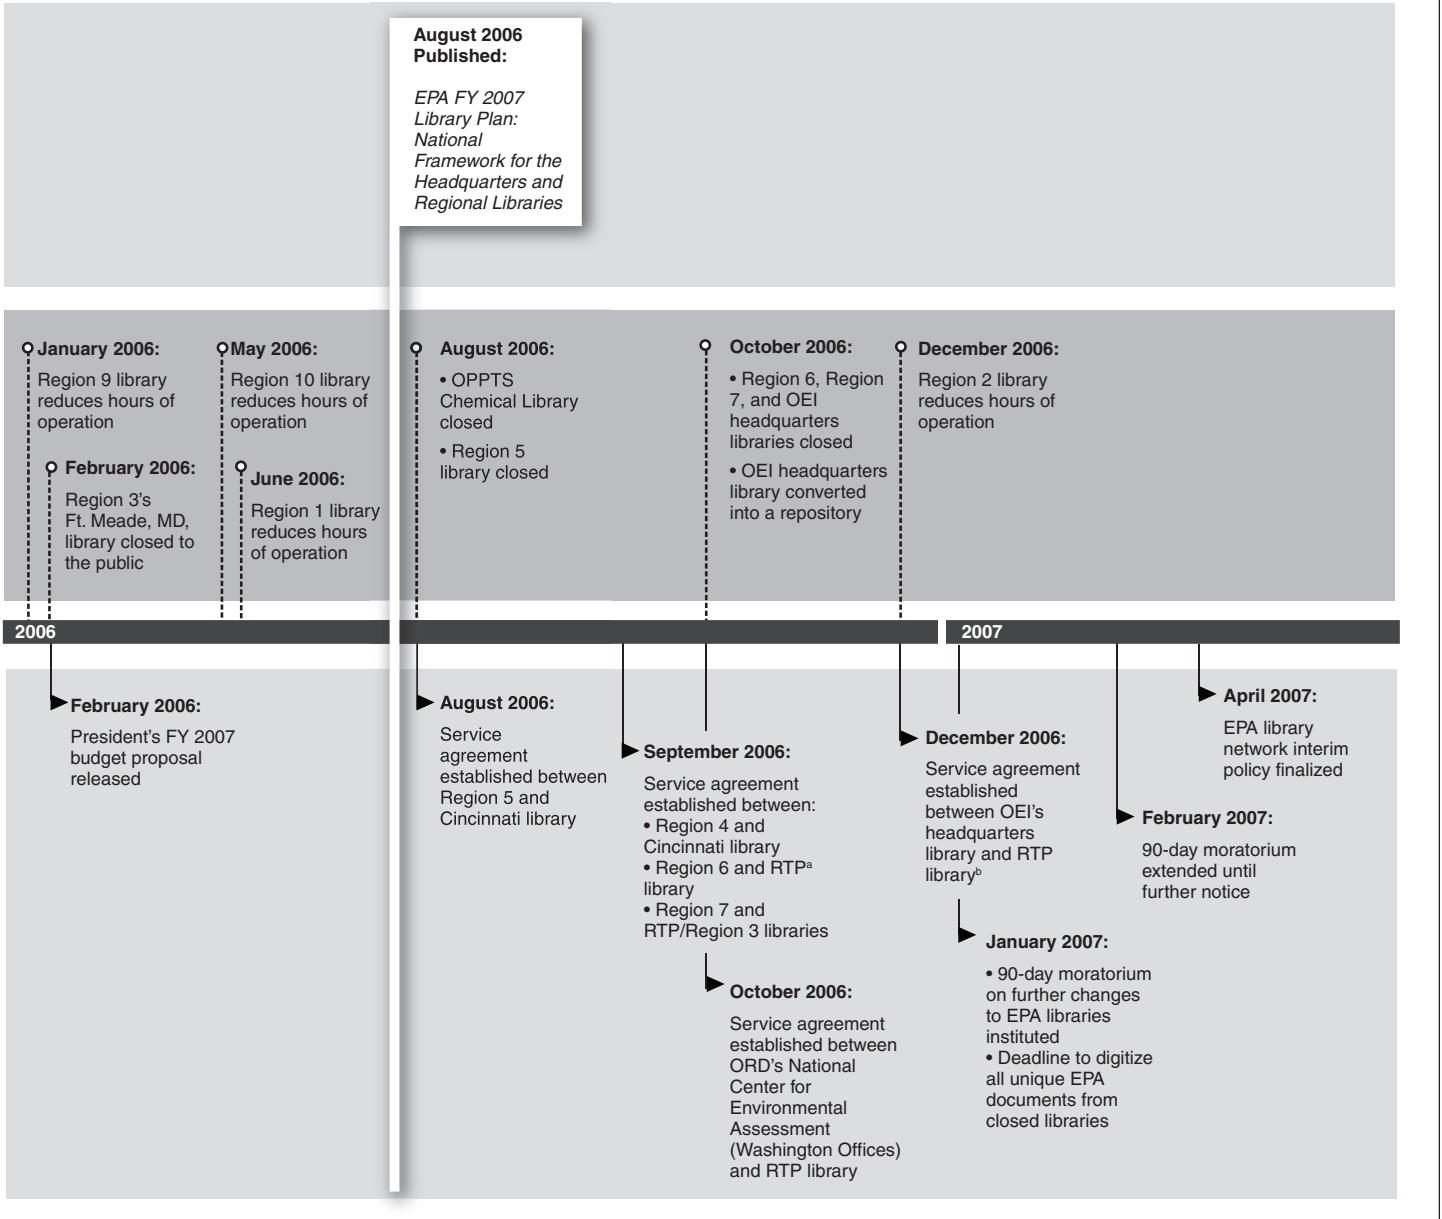 August 2006
Published:
EPA FY 2007
Library Plan:
National
Framework for the
Headquarters and
Regional Libraries
January 2006:
Region 9 library
reduces hours of
operation
February 2006:
Region 3’s
Ft. Meade, MD,
library closed to
the public
May 2006:
Region 10 library
reduces hours of
operation
June 2006:
Region 1 library
reduces hours
of operation
August 2006:
• OPPTS
Chemical Library
closed
• Region 5
library closed
October 2006:
• Region 6, Region
7, and OEI
headquarters
libraries closed
• OEI headquarters
library converted
into a repository
December 2006:
Region 2 library
reduces hours of
operation
2006
2007
February 2006:
President’s FY 2007
budget proposal
released
August 2006:
Service
agreement
established between
Region 5 and
Cincinnati library
September 2006:
Service agreement
established between:
• Region 4 and
Cincinnati library
• Region 6 and RTPᵃ
library
• Region 7 and
RTP/Region 3 libraries
October 2006:
Service agreement
established between
ORD’s National
Center for
Environmental
Assessment
(Washington Offices)
and RTP library
December 2006:
Service agreement
established
between OEI’s
headquarters
library and RTP
libraryᵇ
January 2007:
• 90-day moratorium
on further changes
to EPA libraries
instituted
• Deadline to digitize
all unique EPA
documents from
closed libraries
February 2007:
90-day moratorium
extended until
further notice
April 2007:
EPA library
network interim
policy finalized